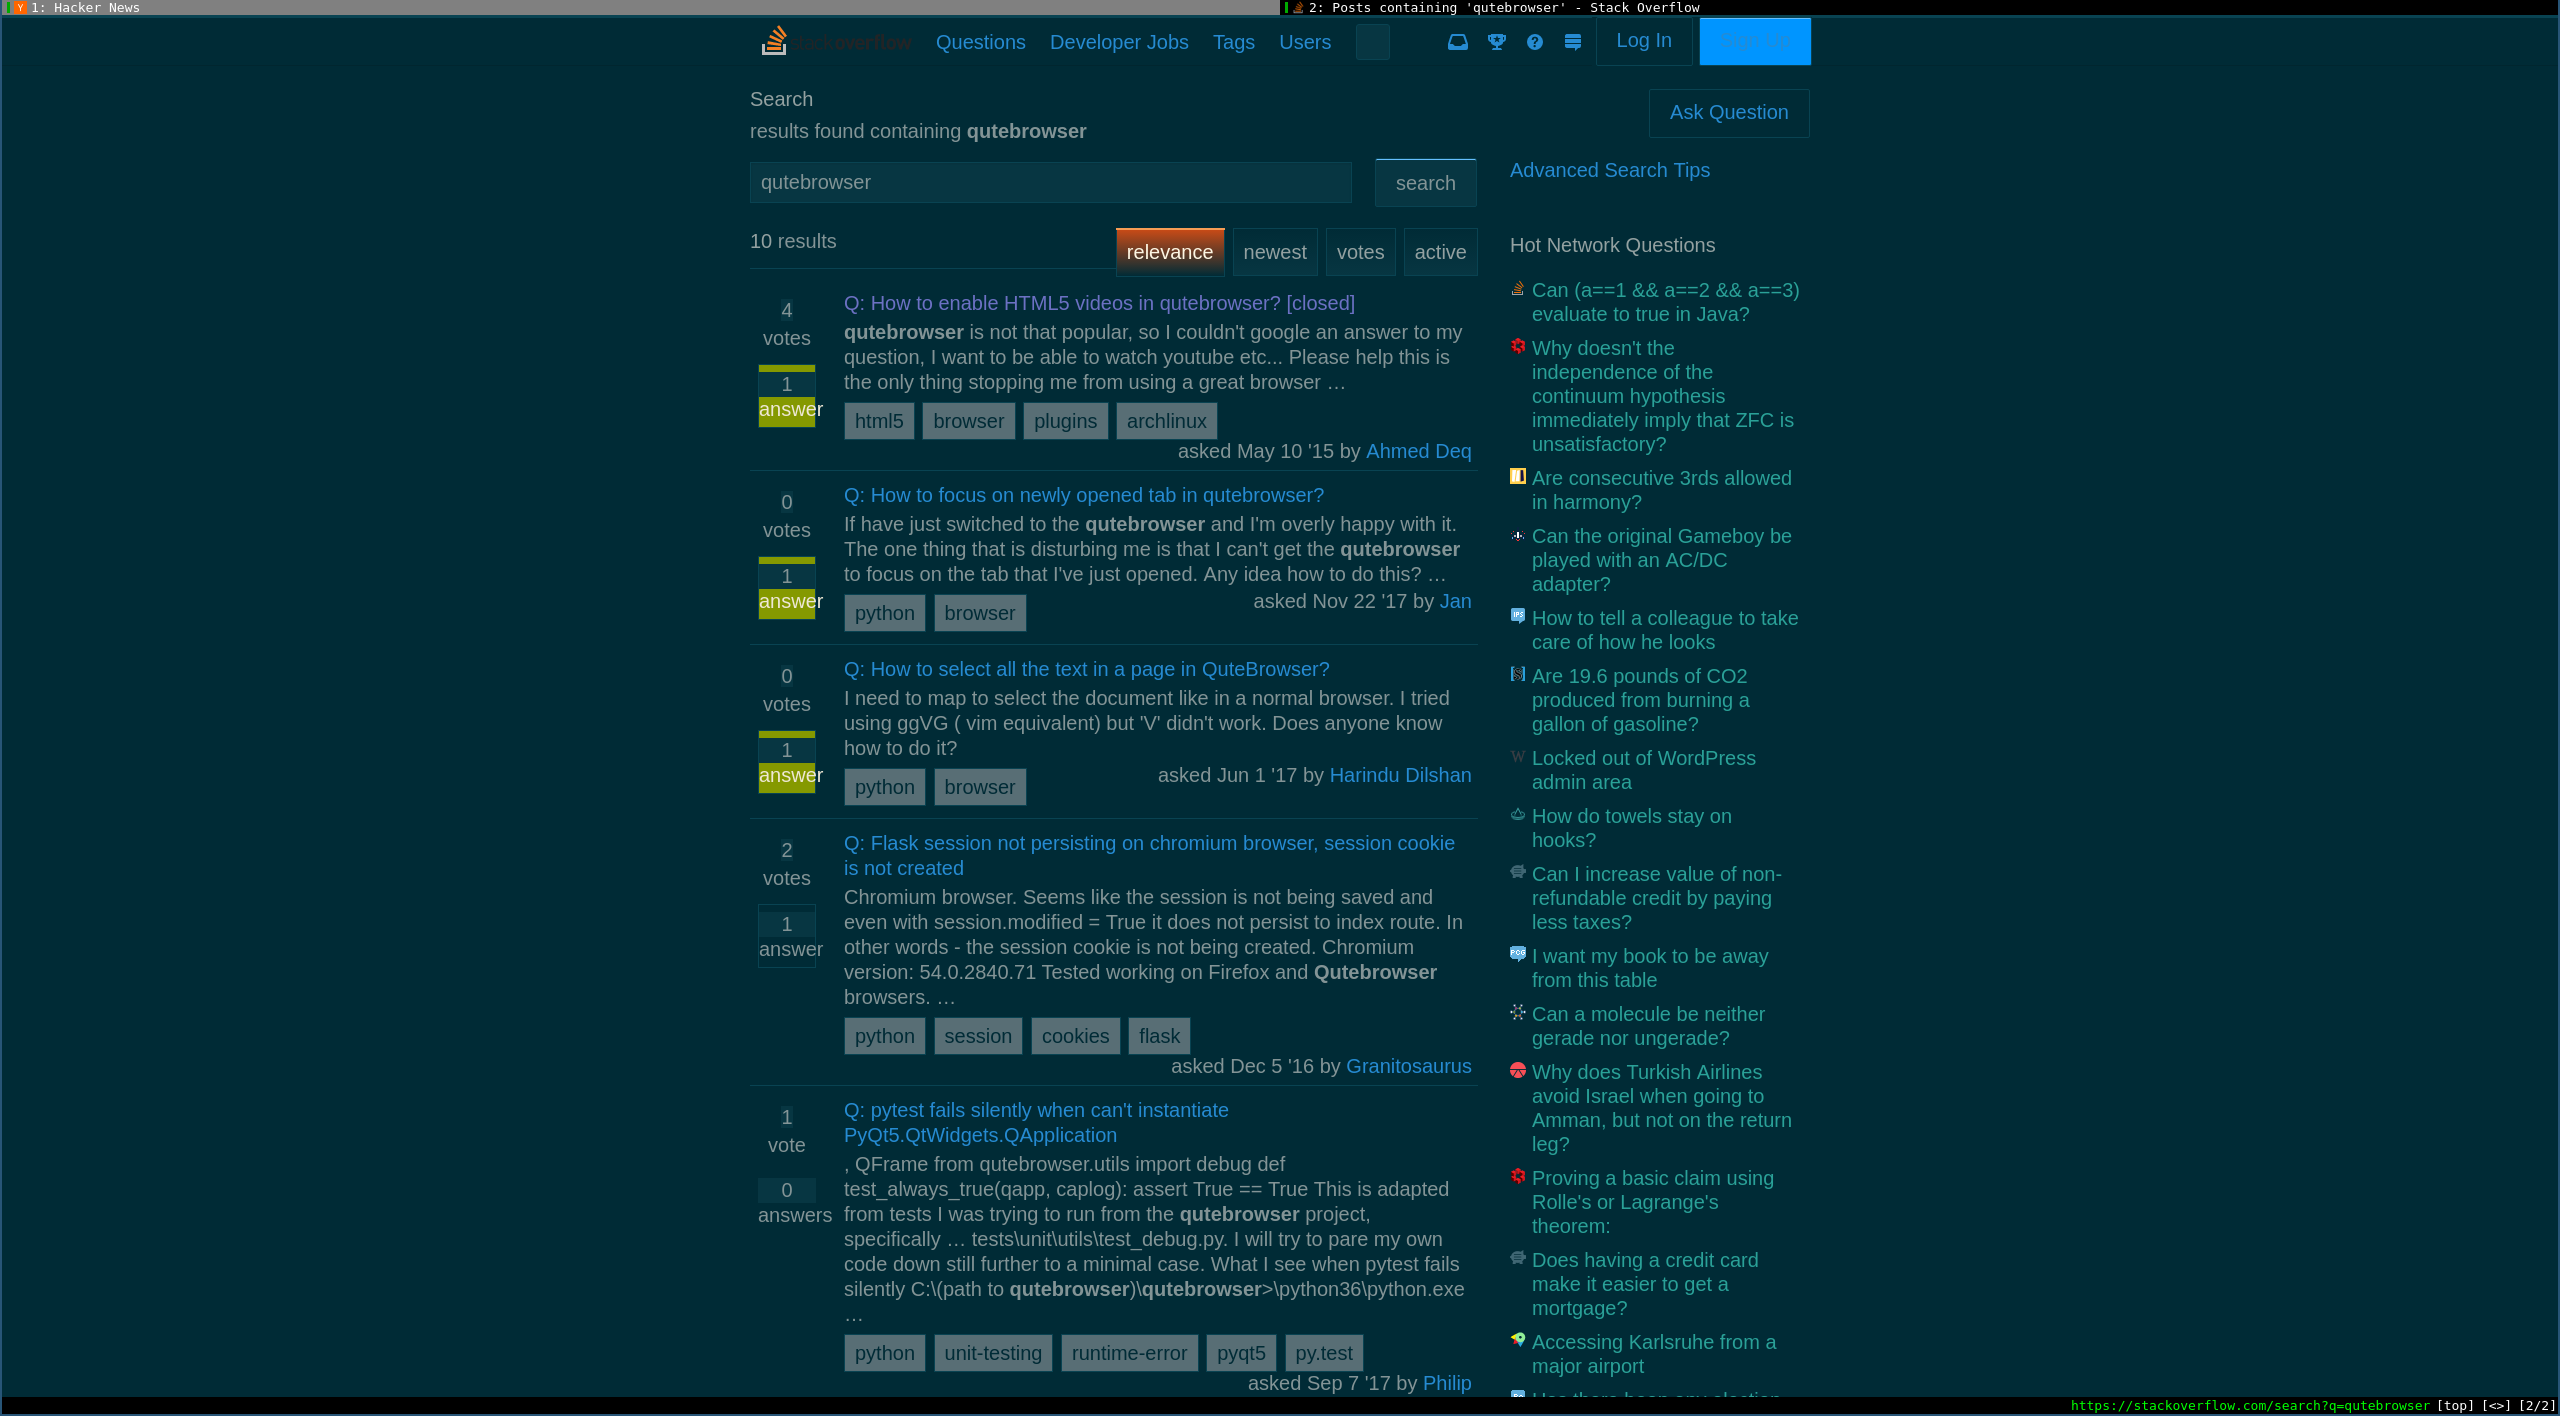 1: Hacker News
2: Posts containing 'qutebrowser' - Stack Overflow
stackoverflow Questions Developer Jobs Tags Users Log In
Search
Ask Question
results found containing qutebrowser
qutebrowser search
Advanced Search Tips
10 results relevance newest votes active
4
votes
1
answer
Q: How to enable HTML5 videos in qutebrowser? [closed]
qutebrowser is not that popular, so I couldn't google an answer to my
question, I want to be able to watch youtube etc... Please help this is
the only thing stopping me from using a great browser …
html5 browser plugins archlinux
asked May 10 '15 by Ahmed Deq
0
votes
1
answer
Q: How to focus on newly opened tab in qutebrowser?
If have just switched to the qutebrowser and I'm overly happy with it.
The one thing that is disturbing me is that I can't get the qutebrowser
to focus on the tab that I've just opened. Any idea how to do this? …
python browser
asked Nov 22 '17 by Jan
0
votes
1
answer
Q: How to select all the text in a page in QuteBrowser?
I need to map to select the document like in a normal browser. I tried
using ggVG ( vim equivalent) but 'V' didn't work. Does anyone know
how to do it?
python browser
asked Jun 1 '17 by Harindu Dilshan
2
votes
1
answer
Q: Flask session not persisting on chromium browser, session cookie
is not created
Chromium browser. Seems like the session is not being saved and
even with session.modified = True it does not persist to index route. In
other words - the session cookie is not being created. Chromium
version: 54.0.2840.71 Tested working on Firefox and Qutebrowser
browsers. …
python session cookies flask
asked Dec 5 '16 by Granitosaurus
1
vote
0
answers
Q: pytest fails silently when can't instantiate
PyQt5.QtWidgets.QApplication
, QFrame from qutebrowser.utils import debug def
test_always_true(qapp, caplog): assert True == True This is adapted
from tests I was trying to run from the qutebrowser project,
specifically … tests\unit\utils\test_debug.py. I will try to pare my own
code down still further to a minimal case. What I see when pytest fails
silently C:\(path to qutebrowser)\qutebrowser>\python36\python.exe
…
python unit-testing runtime-error pyqt5 py.test
asked Sep 7 '17 by Philip
Hot Network Questions
Can (a==1 && a==2 && a==3)
evaluate to true in Java?
Why doesn't the
independence of the
continuum hypothesis
immediately imply that ZFC is
unsatisfactory?
Are consecutive 3rds allowed
in harmony?
Can the original Gameboy be
played with an AC/DC
adapter?
How to tell a colleague to take
care of how he looks
Are 19.6 pounds of CO2
produced from burning a
gallon of gasoline?
Locked out of WordPress
admin area
How do towels stay on
hooks?
Can I increase value of non-
refundable credit by paying
less taxes?
I want my book to be away
from this table
Can a molecule be neither
gerade nor ungerade?
Why does Turkish Airlines
avoid Israel when going to
Amman, but not on the return
leg?
Proving a basic claim using
Rolle's or Lagrange's
theorem:
Does having a credit card
make it easier to get a
mortgage?
Accessing Karlsruhe from a
major airport
https://stackoverflow.com/search?q=qutebrowser [top] [<>] [2/2]